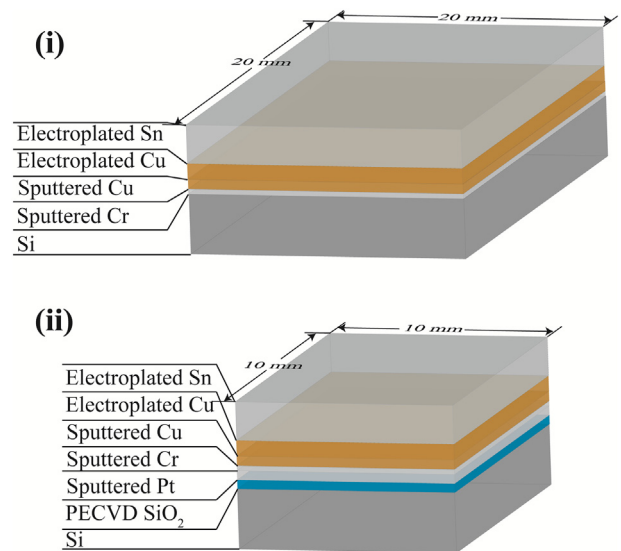 (i)
20 mm
20 mm
Electroplated Sn
Electroplated Cu
Sputtered Cu
Sputtered Cr
Si
(ii)
10 mm
10 mm
Electroplated Sn
Electroplated Cu
Sputtered Cu
Sputtered Cr
Sputtered Pt
PECVD SiO₂
Si